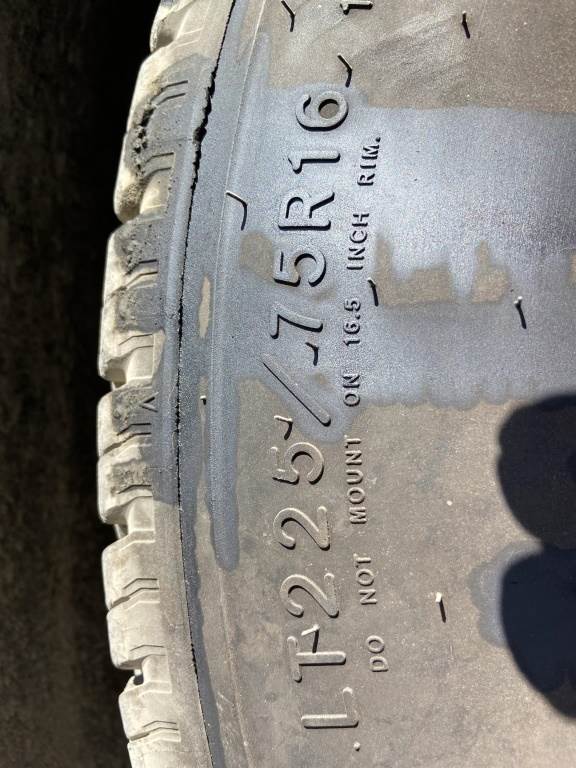 LT225/75R16
DO NOT MOUNT ON 16.5 INCH RIM.